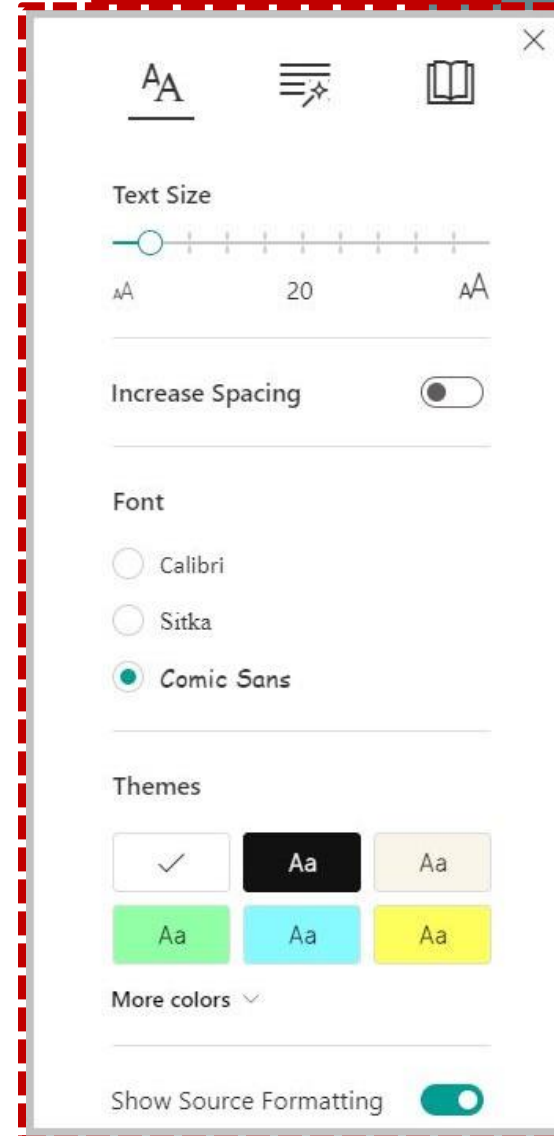 AA
Text Size
AA 20 AA
Increase Spacing
Font
Calibri
Sitka
Comic Sans
Themes
Aa Aa
Aa Aa Aa
More colors
Show Source Formatting